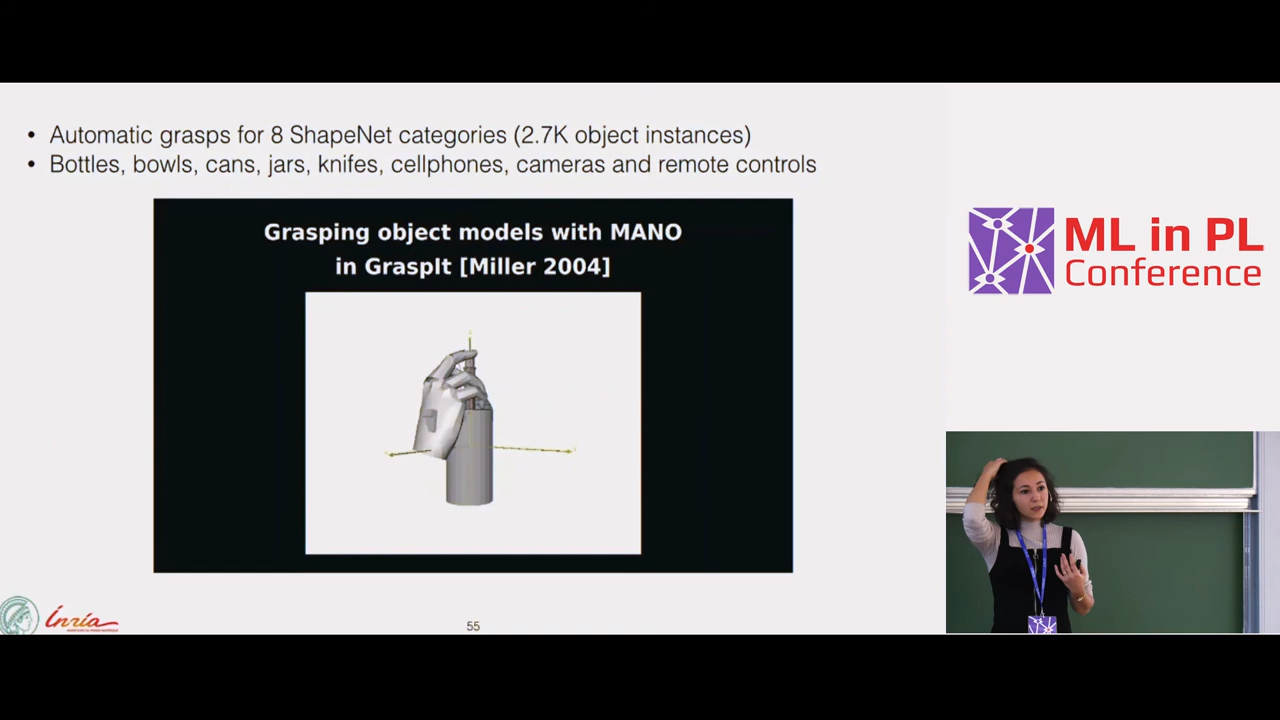 • Automatic grasps for 8 ShapeNet categories (2.7K object instances)
• Bottles, bowls, cans, jars, knifes, cellphones, cameras and remote controls
Grasping object models with MANO
in GraspIt [Miller 2004]
ML in PL
Conference
Inria
55